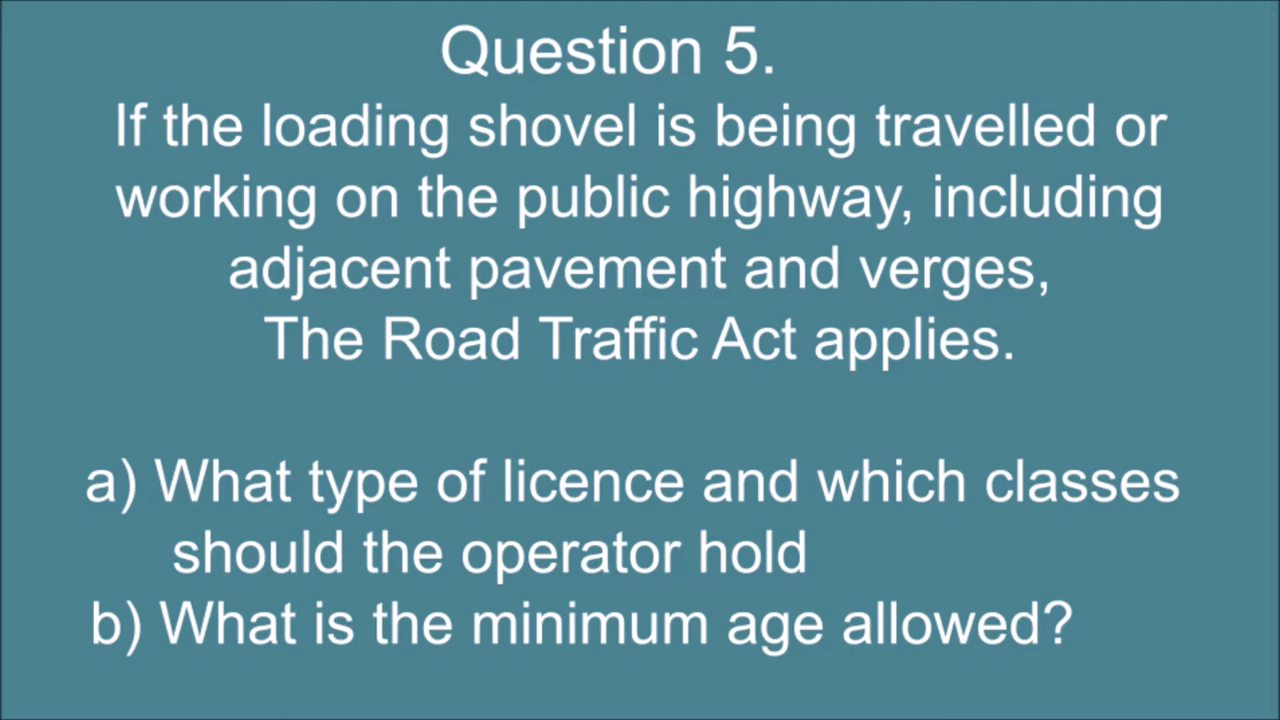 Question 5.
If the loading shovel is being travelled or
working on the public highway, including
adjacent pavement and verges,
The Road Traffic Act applies.
a) What type of licence and which classes
should the operator hold
b) What is the minimum age allowed?